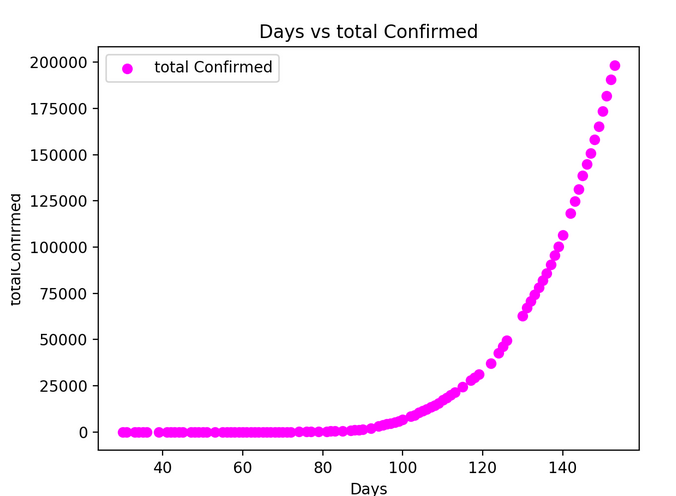 Days vs total Confirmed
total Confirmed
200000
175000
150000
125000
100000
75000
50000
25000
0
totalConfirmed
40 60 80 100 120 140
Days